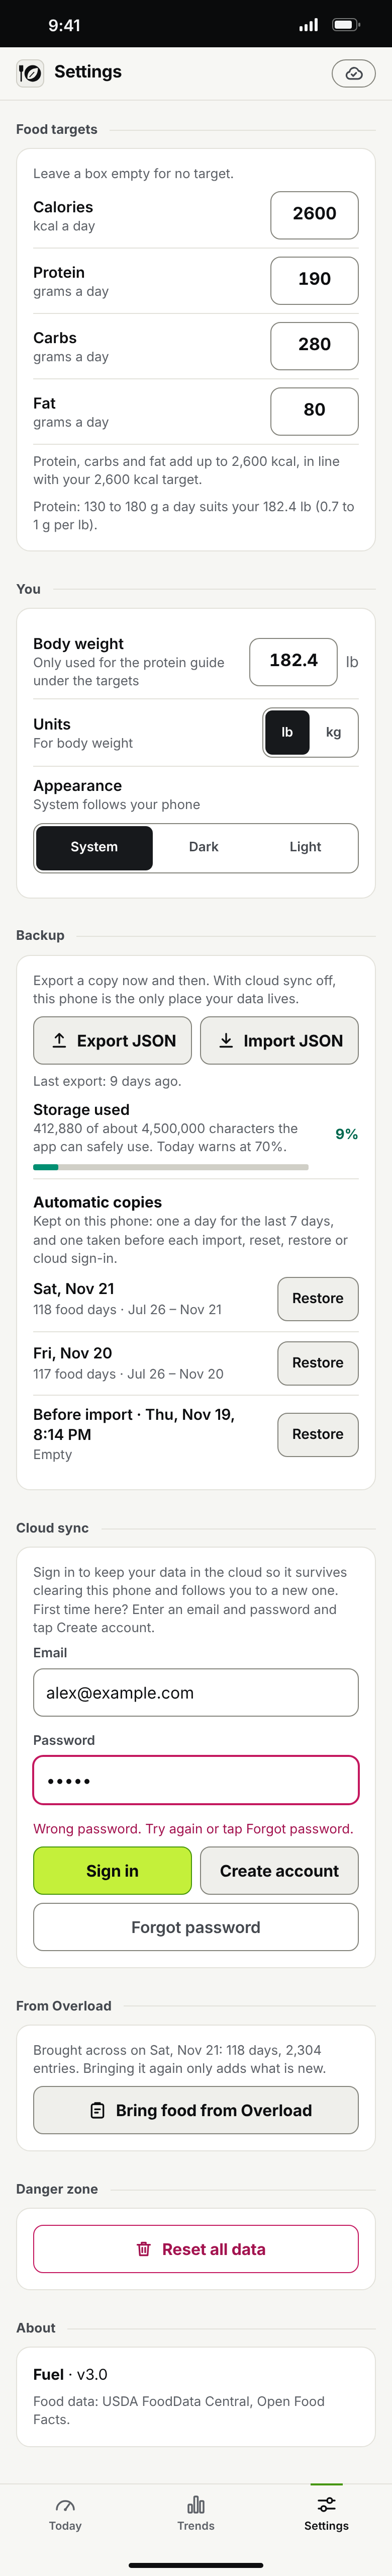 9:41
Settings
Food targets
Leave a box empty for no target.
Calories
kcal a day
2600
Protein
grams a day
190
Carbs
grams a day
280
Fat
grams a day
80
Protein, carbs and fat add up to 2,600 kcal, in line
with your 2,600 kcal target.
Protein: 130 to 180 g a day suits your 182.4 lb (0.7 to
1 g per lb).
You
Body weight
Only used for the protein guide
under the targets
182.4 lb
Units
For body weight
lb kg
Appearance
System follows your phone
System Dark Light
Backup
Export a copy now and then. With cloud sync off,
this phone is the only place your data lives.
Export JSON Import JSON
Last export: 9 days ago.
Storage used
412,880 of about 4,500,000 characters the
app can safely use. Today warns at 70%.
9%
Automatic copies
Kept on this phone: one a day for the last 7 days,
and one taken before each import, reset, restore or
cloud sign-in.
Sat, Nov 21
118 food days · Jul 26 – Nov 21
Restore
Fri, Nov 20
117 food days · Jul 26 – Nov 20
Restore
Before import · Thu, Nov 19,
8:14 PM
Empty
Restore
Cloud sync
Sign in to keep your data in the cloud so it survives
clearing this phone and follows you to a new one.
First time here? Enter an email and password and
tap Create account.
Email
alex@example.com
Password
•••••
Wrong password. Try again or tap Forgot password.
Sign in Create account
Forgot password
From Overload
Brought across on Sat, Nov 21: 118 days, 2,304
entries. Bringing it again only adds what is new.
Bring food from Overload
Danger zone
Reset all data
About
Fuel · v3.0
Food data: USDA FoodData Central, Open Food
Facts.
Today Trends Settings